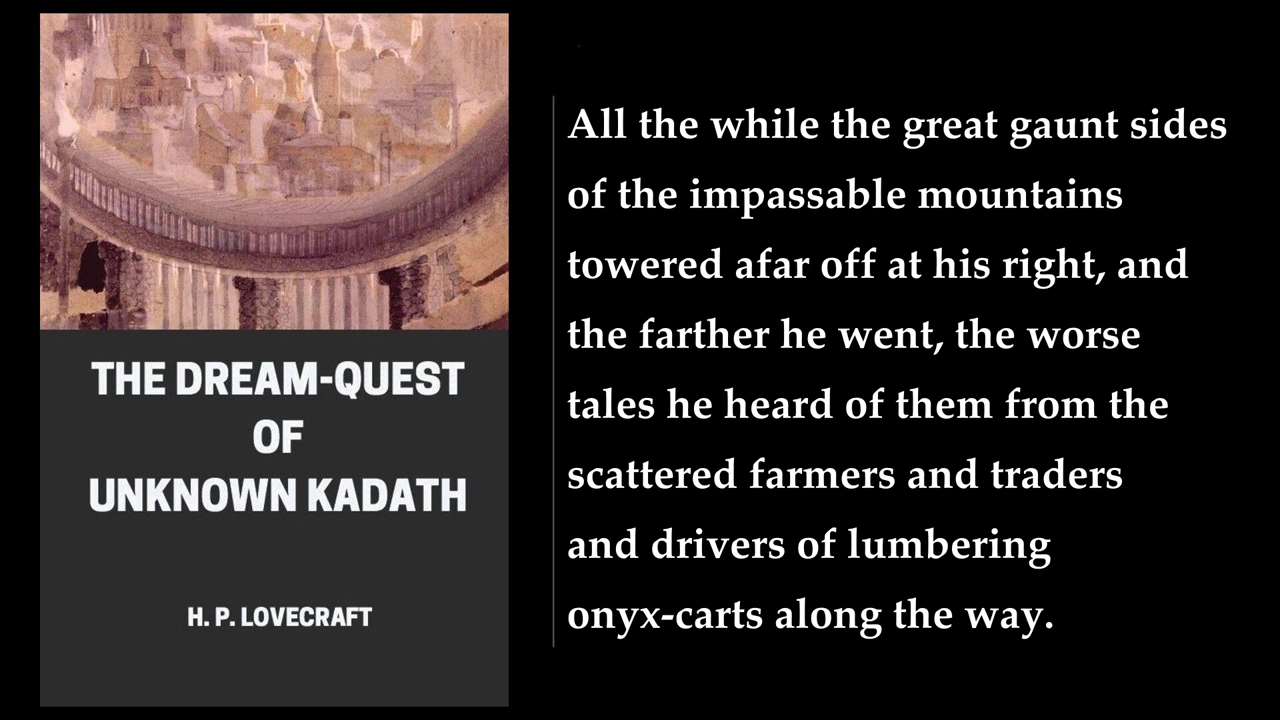 THE DREAM-QUEST
OF
UNKNOWN KADATH
H. P. LOVECRAFT
All the while the great gaunt sides
of the impassable mountains
towered afar off at his right, and
the farther he went, the worse
tales he heard of them from the
scattered farmers and traders
and drivers of lumbering
onyx-carts along the way.